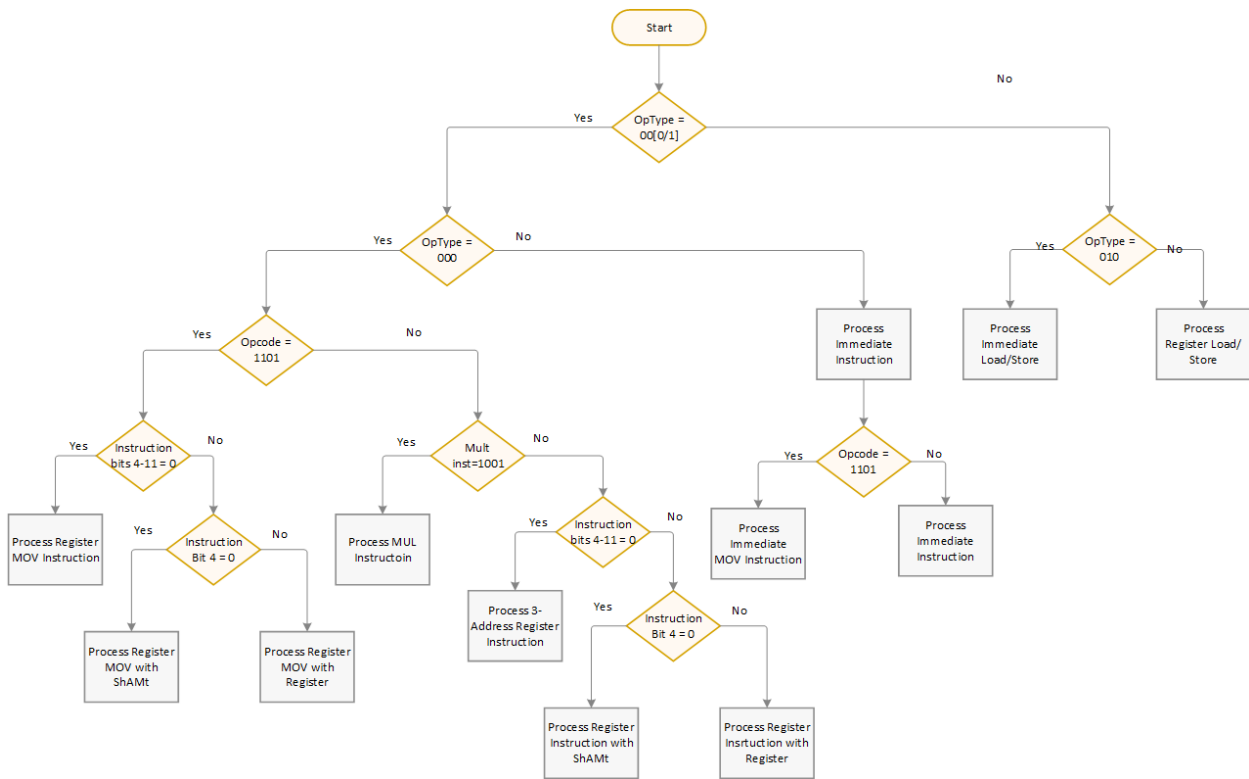 Start
No
Yes
OpType =
00[0/1]
Yes
OpType =
000
No
Yes
OpType =
010
No
Yes
Opcode =
1101
No
Process
Immediate
Instruction
Process
Immediate
Load/Store
Process
Register Load/
Store
Yes
Instruction
bits 4-11 = 0
No
Yes
Mult
inst=1001
No
Yes
Opcode =
1101
No
Process Register
MOV Instruction
Yes
Instruction
Bit 4 = 0
No
Process MUL
Instructoin
Yes
Instruction
bits 4-11 = 0
No
Process
Immediate
MOV Instruction
Process
Immediate
Instruction
Process Register
MOV with
ShAMt
Process Register
MOV with
Register
Process 3-
Address Register
Instruction
Yes
Instruction
Bit 4 = 0
No
Process Register
Instruction with
ShAMt
Process Register
Insrtuction with
Register